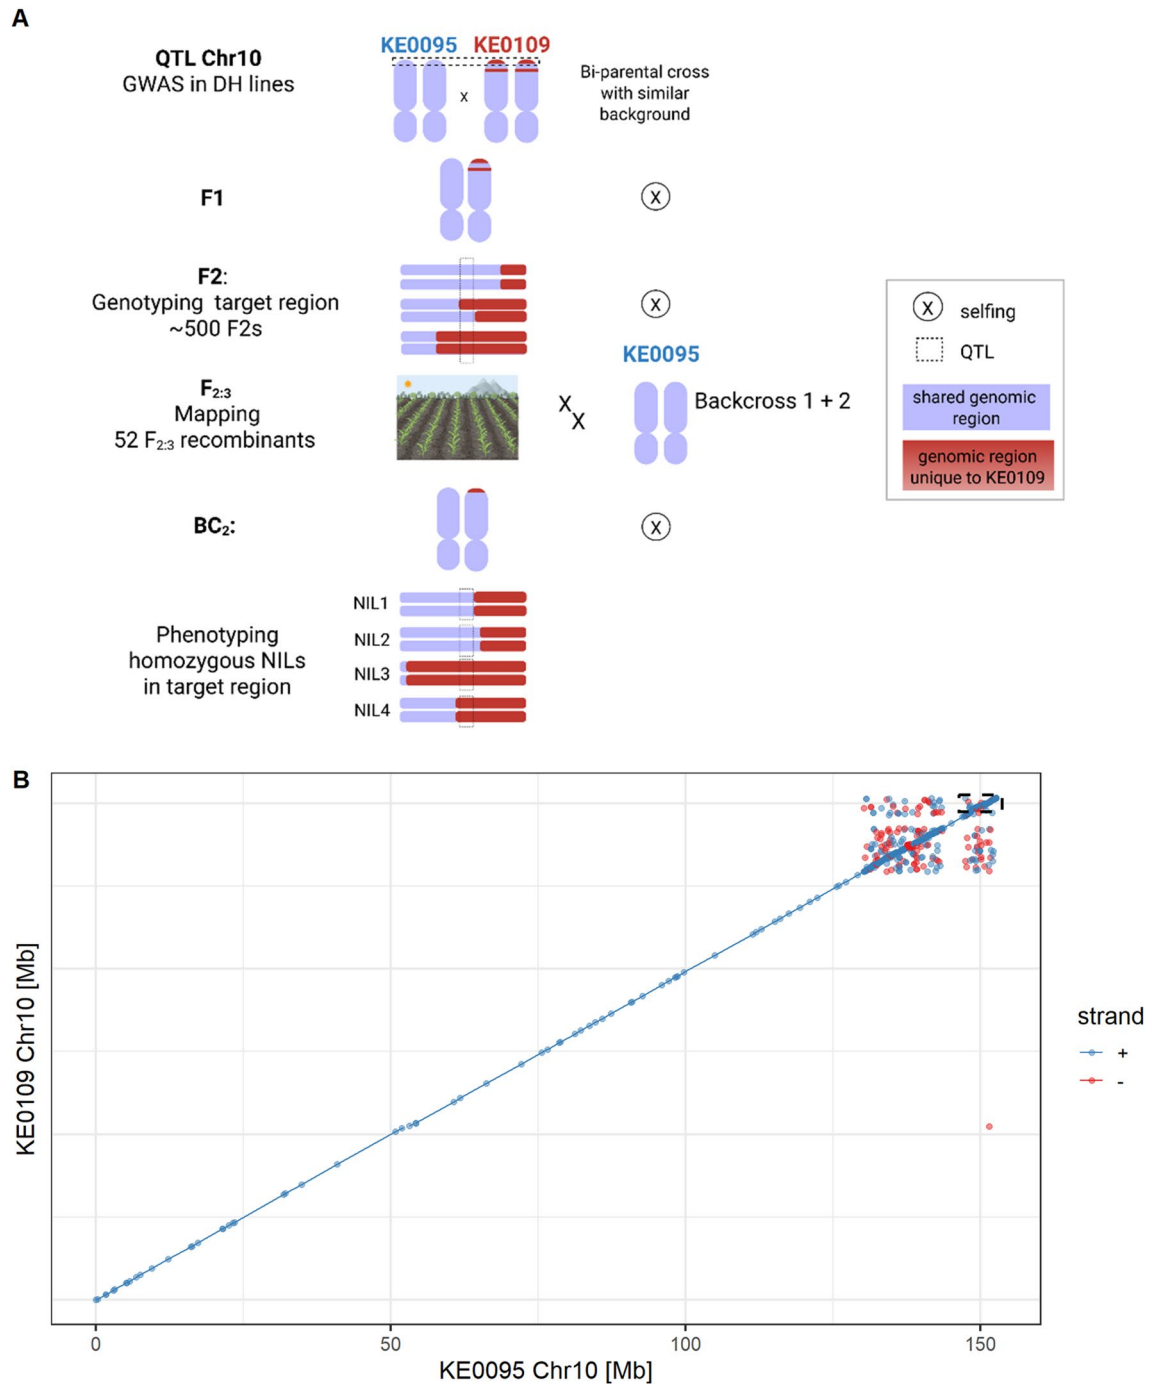 A
KE0095 KE0109
QTL Chr10
GWAS in DH lines
x
Bi-parental cross
with similar
background
F1
X
F2:
Genotyping target region
~500 F2s
X
X selfing
QTL
shared genomic
region
genomic region
unique to KE0109
KE0095
F2:3
Mapping
52 F2:3 recombinants
X
X
Backcross 1 + 2
BC2:
X
NIL1
NIL2
NIL3
NIL4
Phenotyping
homozygous NILs
in target region
B
KE0109 Chr10 [Mb]
strand
+
-
0 50 100 150
KE0095 Chr10 [Mb]